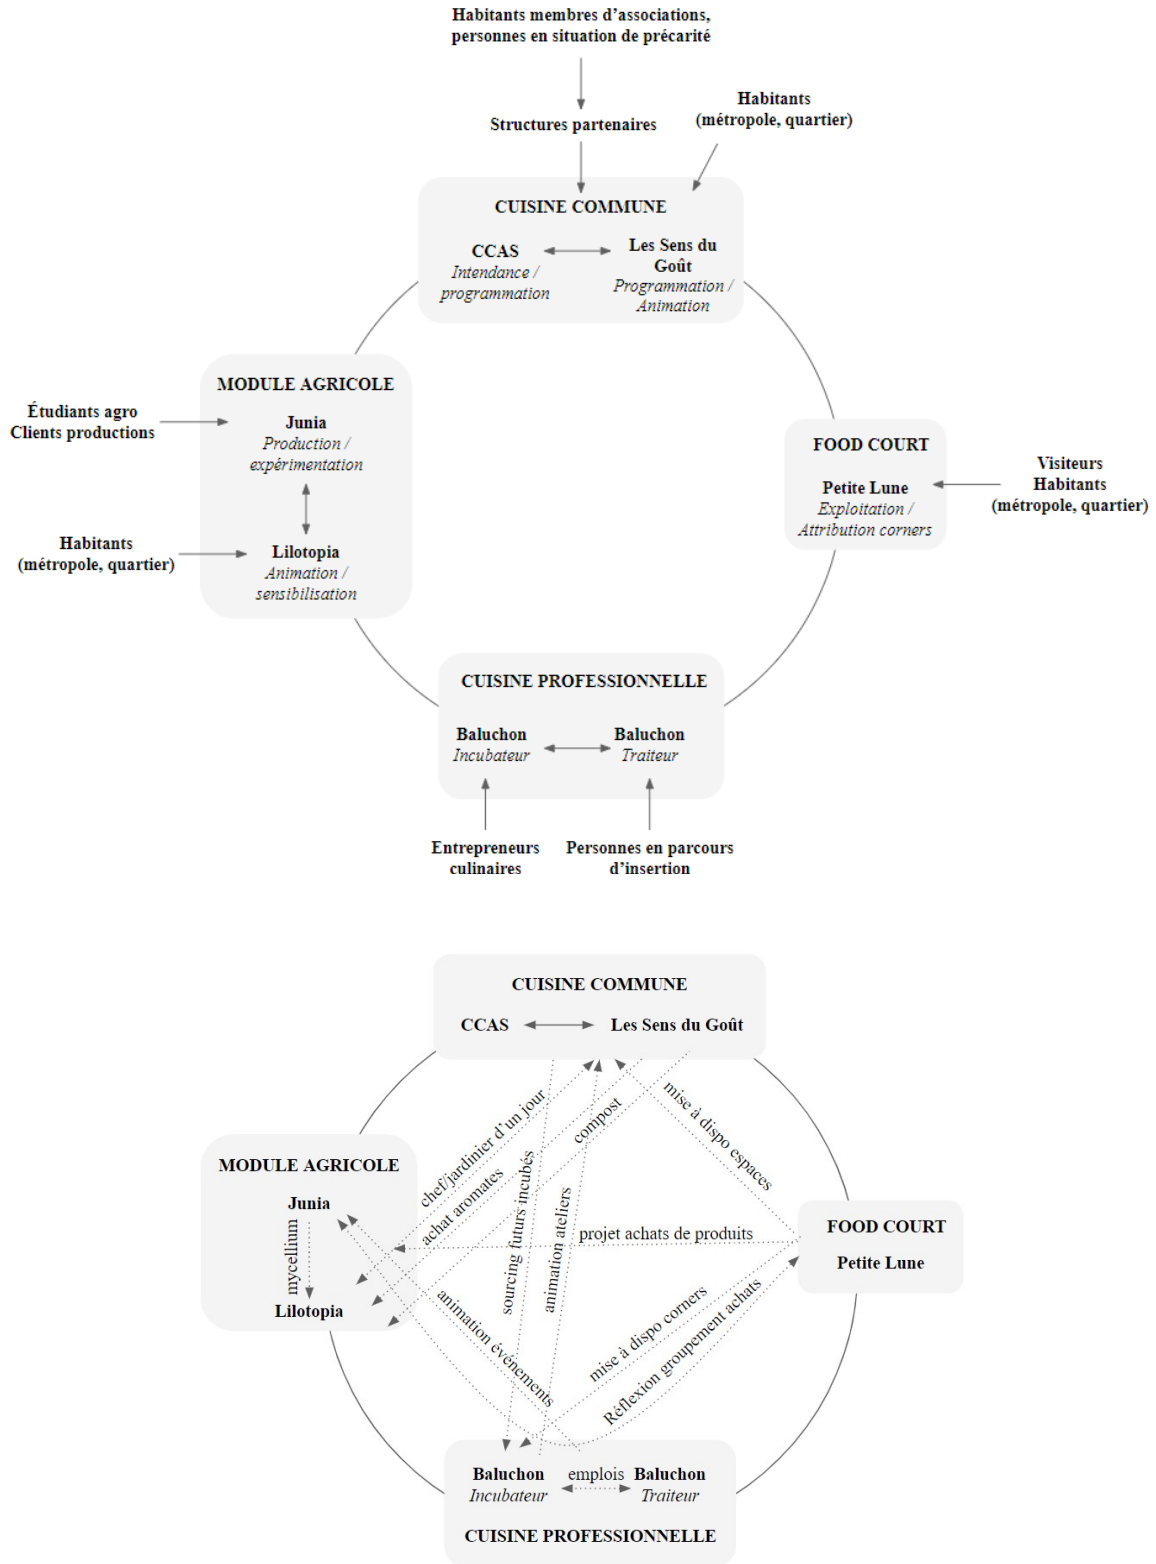 Habitants membres d’associations,
personnes en situation de précarité
Habitants
(métropole, quartier)
Structures partenaires
CUISINE COMMUNE
CCAS
Intendance /
programmation
Les Sens du
Goût
Programmation /
Animation
MODULE AGRICOLE
Étudiants agro
Clients productions
Junia
Production /
expérimentation
Habitants
(métropole, quartier)
Lilotopia
Animation /
sensibilisation
FOOD COURT
Petite Lune
Exploitation /
Attribution corners
Visiteurs
Habitants
(métropole, quartier)
CUISINE PROFESSIONNELLE
Baluchon
Incubateur
Baluchon
Traiteur
Entrepreneurs
culinaires
Personnes en parcours
d’insertion
CUISINE COMMUNE
CCAS
Les Sens du Goût
chef/jardinier d’un jour
achat aromates
compost
mise à dispo espaces
MODULE AGRICOLE
Junia
mycellium
Lilotopia
sourcing futurs incubés
animation ateliers
projet achats de produits
FOOD COURT
Petite Lune
animation événements
mise à dispo corners
Réflexion groupement achats
Baluchon
Incubateur
emplois
Baluchon
Traiteur
CUISINE PROFESSIONNELLE